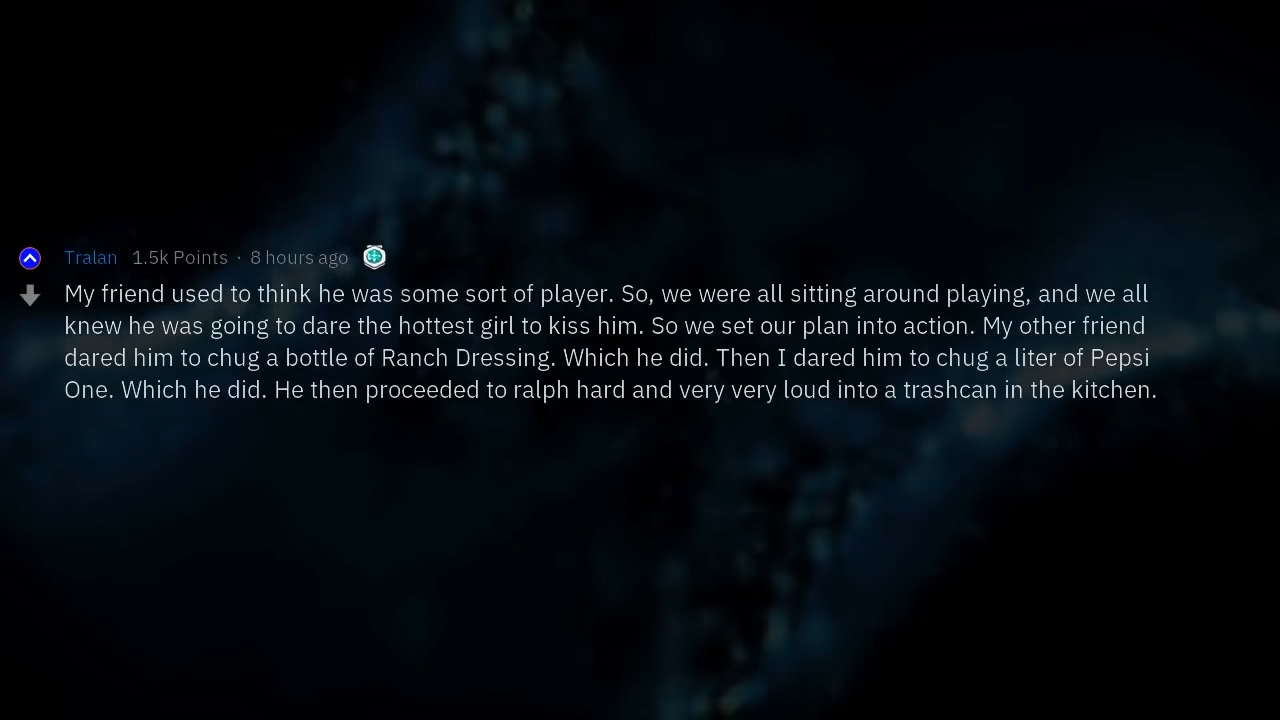 Tralan 1.5k Points · 8 hours ago
My friend used to think he was some sort of player. So, we were all sitting around playing, and we all
knew he was going to dare the hottest girl to kiss him. So we set our plan into action. My other friend
dared him to chug a bottle of Ranch Dressing. Which he did. Then I dared him to chug a liter of Pepsi
One. Which he did. He then proceeded to ralph hard and very very loud into a trashcan in the kitchen.